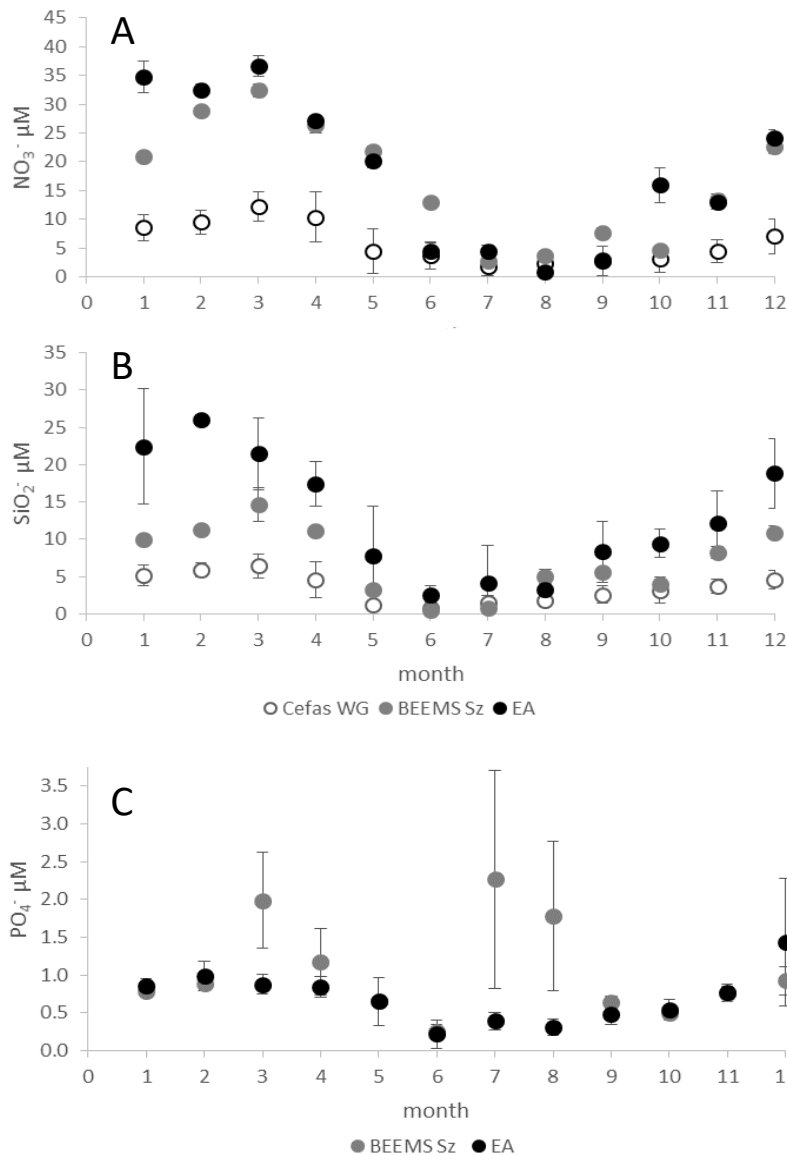 A
NO₃⁻ µM
45
40
35
30
25
20
15
10
5
0
0 1 2 3 4 5 6 7 8 9 10 11 12
B
SiO₂⁻ µM
35
30
25
20
15
10
5
0
0 1 2 3 4 5 6 7 8 9 10 11 12
month
Cefas WG BEEMS Sz EA
C
PO₄⁻ µM
3.5
3.0
2.5
2.0
1.5
1.0
0.5
0.0
0 1 2 3 4 5 6 7 8 9 10 11 1
month
BEEMS Sz EA